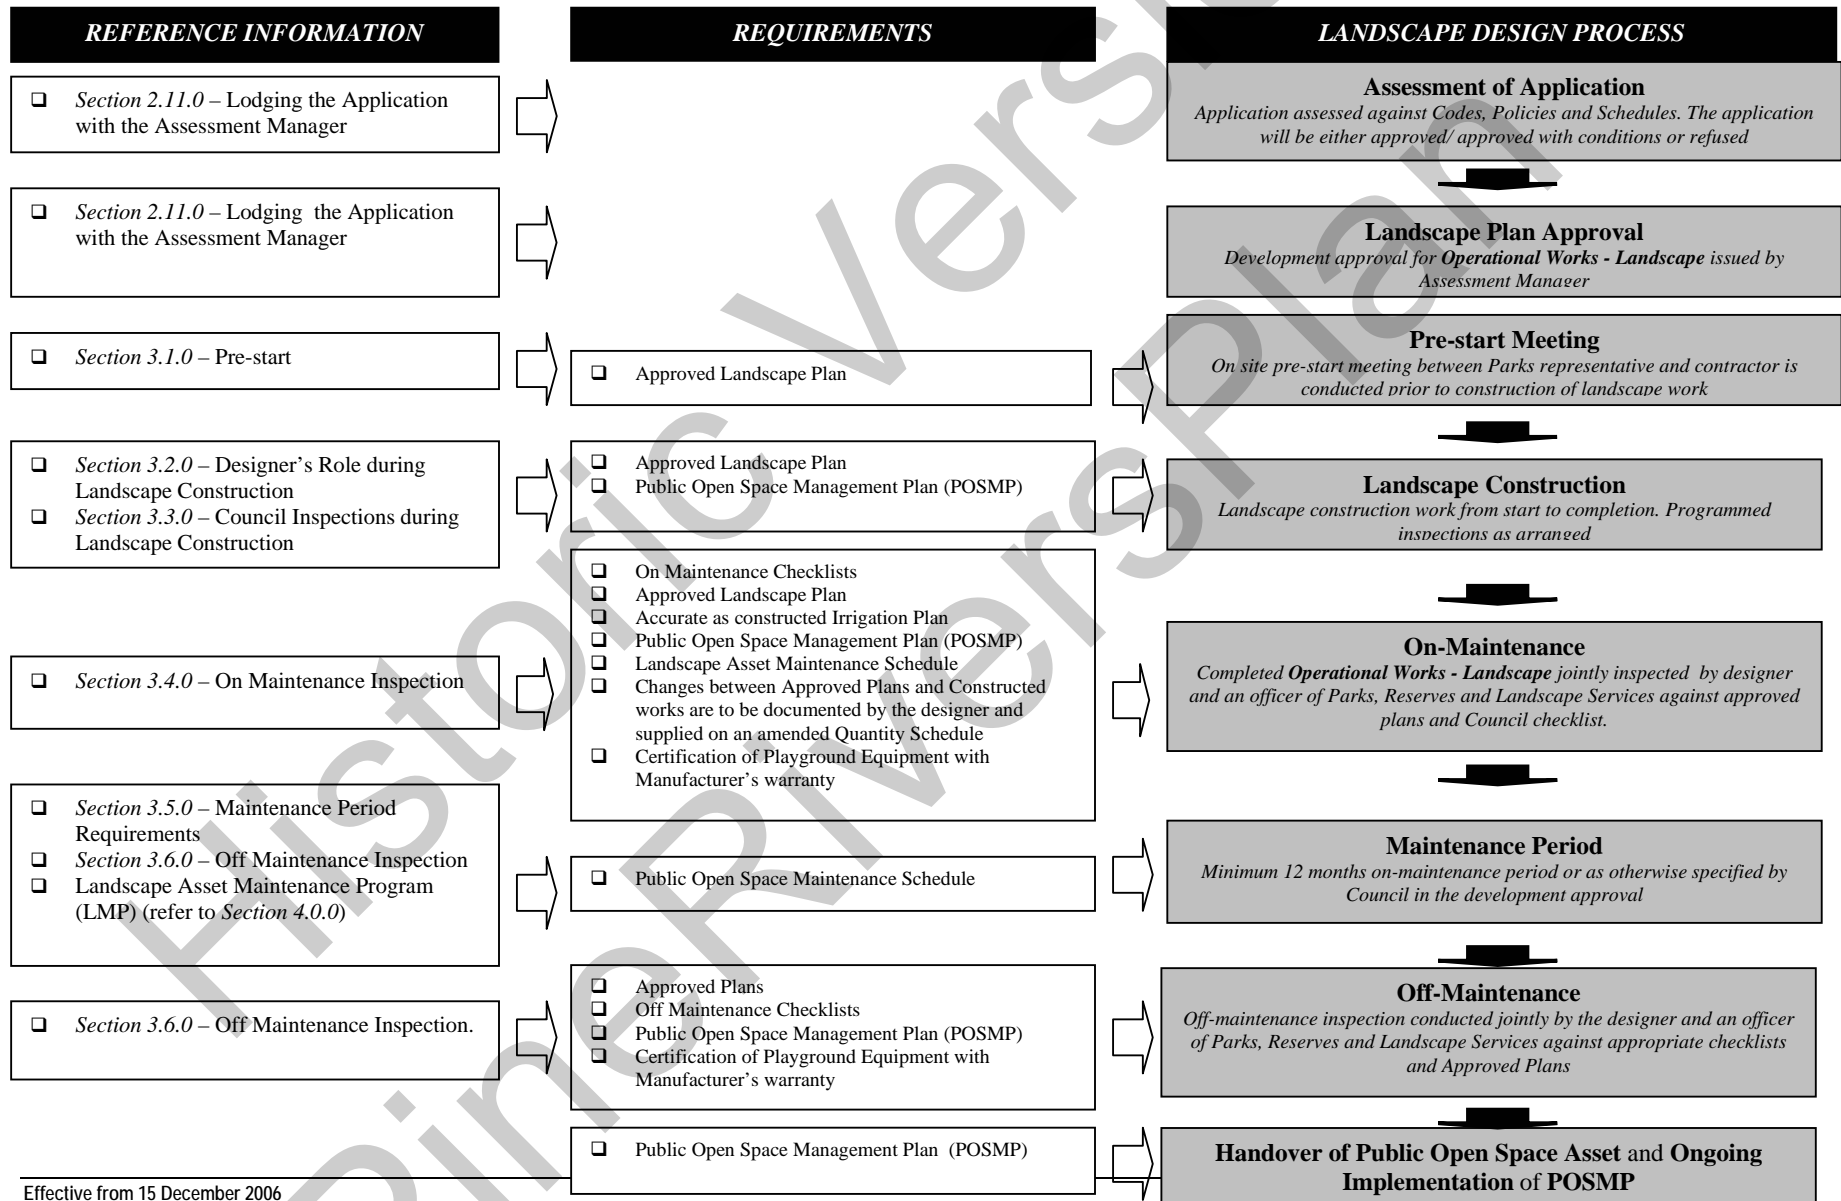 REFERENCE INFORMATION
REQUIREMENTS
LANDSCAPE DESIGN PROCESS
❑ Section 2.11.0 – Lodging the Application
with the Assessment Manager
Assessment of Application
Application assessed against Codes, Policies and Schedules. The application
will be either approved/ approved with conditions or refused
❑ Section 2.11.0 – Lodging the Application
with the Assessment Manager
Landscape Plan Approval
Development approval for Operational Works - Landscape issued by
Assessment Manager
❑ Section 3.1.0 – Pre-start
❑ Approved Landscape Plan
Pre-start Meeting
On site pre-start meeting between Parks representative and contractor is
conducted prior to construction of landscape work
❑ Section 3.2.0 – Designer's Role during
Landscape Construction
❑ Section 3.3.0 – Council Inspections during
Landscape Construction
❑ Approved Landscape Plan
❑ Public Open Space Management Plan (POSMP)
Landscape Construction
Landscape construction work from start to completion. Programmed
inspections as arranged
❑ Section 3.4.0 – On Maintenance Inspection
❑ On Maintenance Checklists
❑ Approved Landscape Plan
❑ Accurate as constructed Irrigation Plan
❑ Public Open Space Management Plan (POSMP)
❑ Landscape Asset Maintenance Schedule
❑ Changes between Approved Plans and Constructed
works are to be documented by the designer and
supplied on an amended Quantity Schedule
❑ Certification of Playground Equipment with
Manufacturer's warranty
On-Maintenance
Completed Operational Works - Landscape jointly inspected by designer
and an officer of Parks, Reserves and Landscape Services against approved
plans and Council checklist.
❑ Section 3.5.0 – Maintenance Period
Requirements
❑ Section 3.6.0 – Off Maintenance Inspection
❑ Landscape Asset Maintenance Program
(LMP) (refer to Section 4.0.0)
❑ Public Open Space Maintenance Schedule
Maintenance Period
Minimum 12 months on-maintenance period or as otherwise specified by
Council in the development approval
❑ Section 3.6.0 – Off Maintenance Inspection.
❑ Approved Plans
❑ Off Maintenance Checklists
❑ Public Open Space Management Plan (POSMP)
❑ Certification of Playground Equipment with
Manufacturer's warranty
Off-Maintenance
Off-maintenance inspection conducted jointly by the designer and an officer
of Parks, Reserves and Landscape Services against appropriate checklists
and Approved Plans
❑ Public Open Space Management Plan (POSMP)
Handover of Public Open Space Asset and Ongoing
Implementation of POSMP
Effective from 15 December 2006
Historic Versi
PineRiversPlan